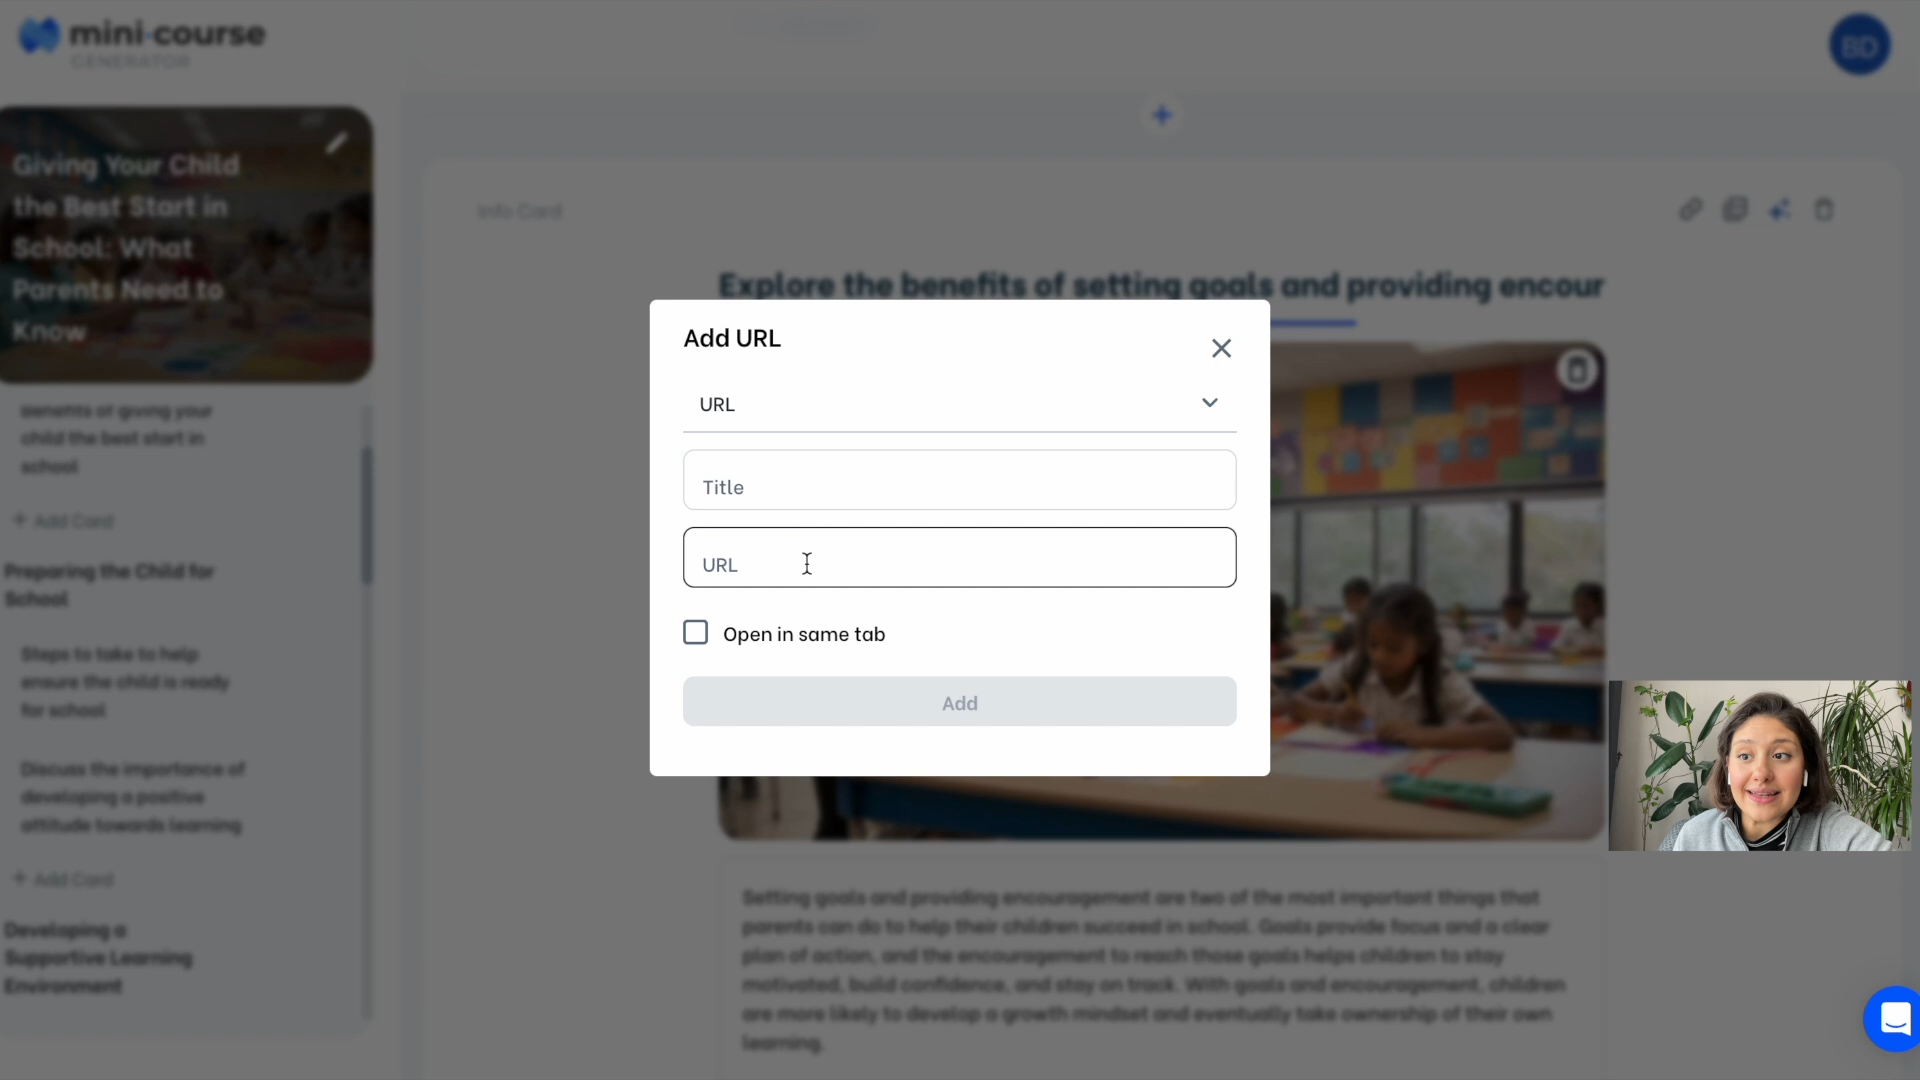 mini-course
GENERATOR
BD
Giving Your Child
the Best Start in
School: What
Parents Need to
Know
Benefits of giving your
child the best start in
school
+ Add Card
Preparing the Child for
School
Steps to take to help
ensure the child is ready
for school
Discuss the importance of
developing a positive
attitude towards learning
+ Add Card
Developing a
Supportive Learning
Environment
Info Card
Explore the benefits of setting goals and providing encour
Add URL
URL
Title
URL
Open in same tab
Add
Setting goals and providing encouragement are two of the most important things that
parents can do to help their children succeed in school. Goals provide focus and a clear
plan of action, and the encouragement to reach those goals helps children to stay
motivated, build confidence, and stay on track. With goals and encouragement, children
are more likely to develop a growth mindset and eventually take ownership of their own
learning.